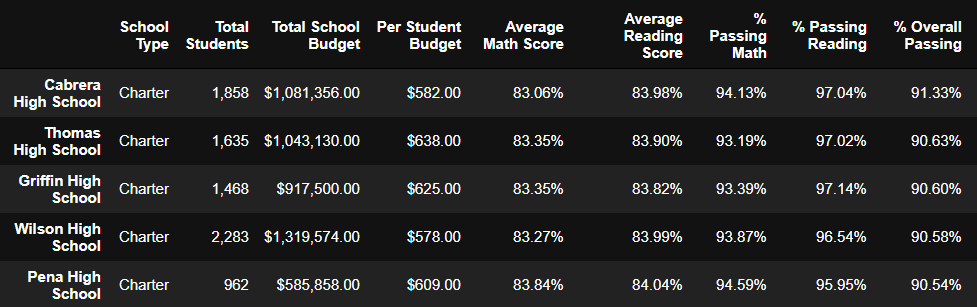 School Type Total Students Total School Budget Per Student Budget Average Math Score Average Reading Score % Passing Math % Passing Reading % Overall Passing
Cabrera High School Charter 1,858 $1,081,356.00 $582.00 83.06% 83.98% 94.13% 97.04% 91.33%
Thomas High School Charter 1,635 $1,043,130.00 $638.00 83.35% 83.90% 93.19% 97.02% 90.63%
Griffin High School Charter 1,468 $917,500.00 $625.00 83.35% 83.82% 93.39% 97.14% 90.60%
Wilson High School Charter 2,283 $1,319,574.00 $578.00 83.27% 83.99% 93.87% 96.54% 90.58%
Pena High School Charter 962 $585,858.00 $609.00 83.84% 84.04% 94.59% 95.95% 90.54%